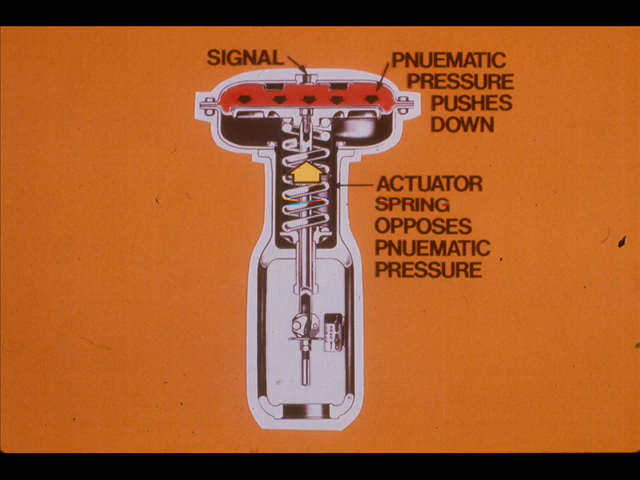 SIGNAL
PNUEMATIC
PRESSURE
PUSHES
DOWN
ACTUATOR
SPRING
OPPOSES
PNUEMATIC
PRESSURE